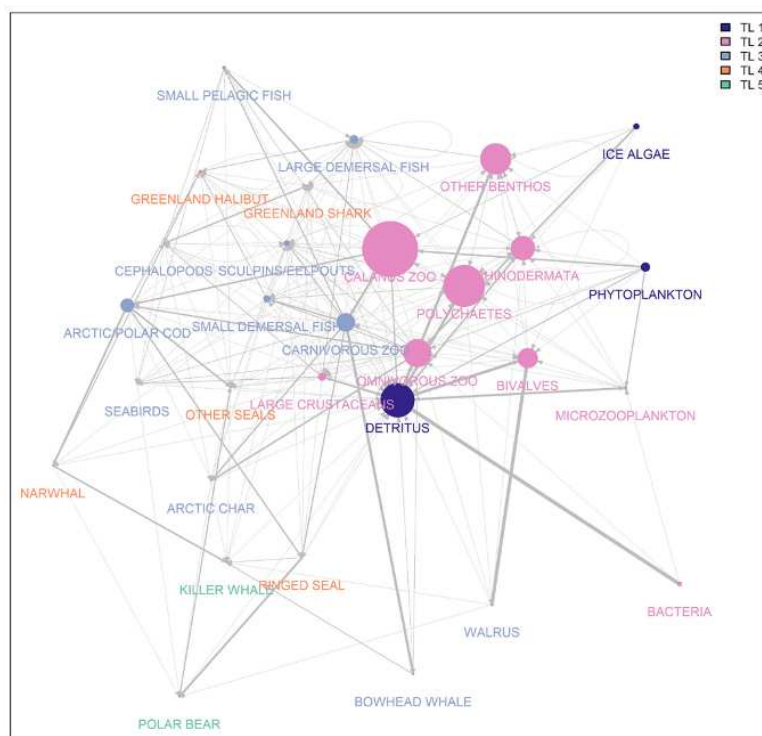 TL 1
TL 2
TL 3
TL 4
TL 5
SMALL PELAGIC FISH
ICE ALGAE
LARGE DEMERSAL FISH
OTHER BENTHOS
GREENLAND HALIBUT
GREENLAND SHARK
CEPHALOPODS
SCULPINS/EELPOUTS
CALANUS ZOO
HINODERMATA
PHYTOPLANKTON
POLYCHAETES
ARCTIC/POLAR COD
SMALL DEMERSAL FISH
CARNIVOROUS ZOO
OMNIVOROUS ZOO
BIVALVES
SEABIRDS
OTHER SEALS
LARGE CRUSTACEANS
MICROZOOPLANKTON
DETRITUS
NARWHAL
ARCTIC CHAR
KILLER WHALE
RINGED SEAL
BACTERIA
WALRUS
BOWHEAD WHALE
POLAR BEAR